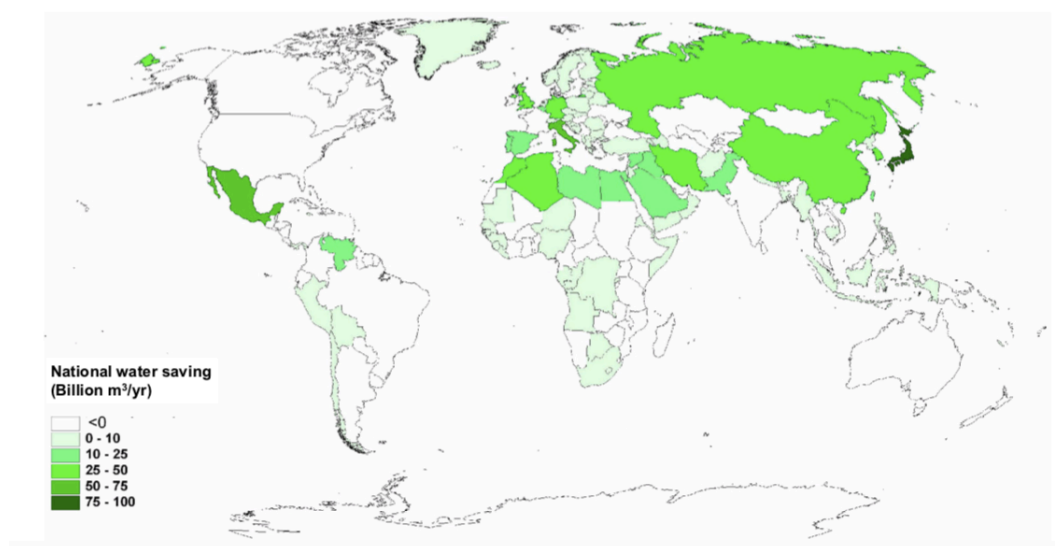 National water saving
(Billion m³/yr)
<0
0 - 10
10 - 25
25 - 50
50 - 75
75 - 100